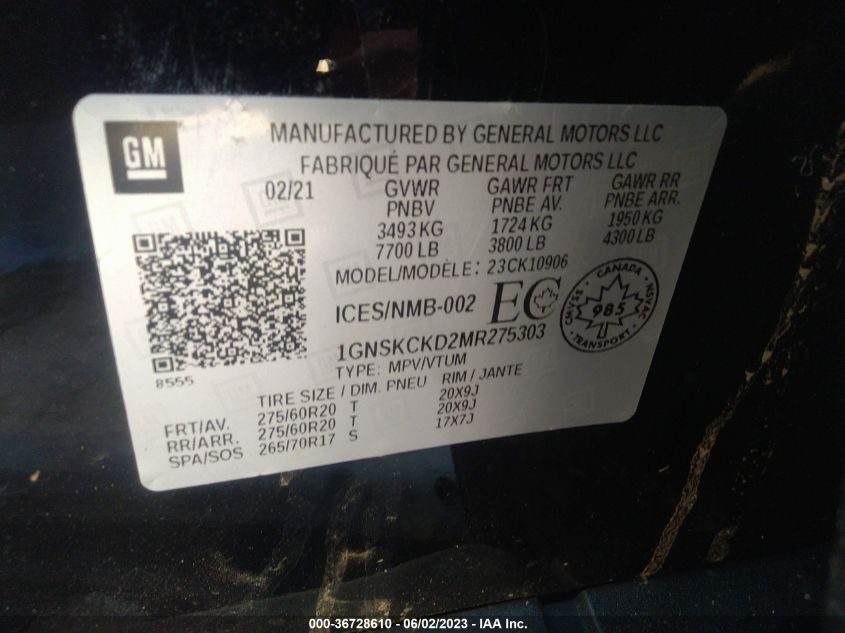 GM
MANUFACTURED BY GENERAL MOTORS LLC
FABRIQUÉ PAR GENERAL MOTORS LLC
02/21 GVWR GAWR FRT GAWR RR
PNBV PNBE AV. PNBE ARR.
3493 KG 1724 KG 1950 KG
7700 LB 3800 LB 4300 LB
MODEL/MODÈLE: 23CK10906
ICES/NMB-002 EC
CANADA
CMVSS 985 NSVAC
TRANSPORT
1GNSKCKD2MR275303
TYPE: MPV/VTUM
8555
TIRE SIZE / DIM. PNEU RIM / JANTE
FRT/AV. 275/60R20 T 20X9J
RR/ARR. 275/60R20 T 20X9J
SPA/SOS 265/70R17 S 17X7J
000-36728610 - 06/02/2023 - IAA Inc.